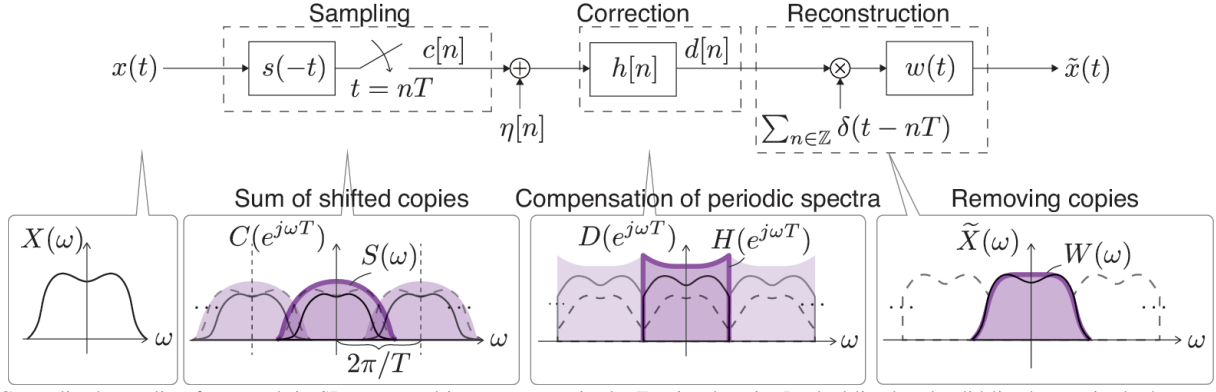 Sampling Correction Reconstruction
x(t) s(−t) t = nT c[n] η[n] h[n] d[n] w(t) x̃(t)
∑_{n∈ℤ} δ(t − nT)
Sum of shifted copies Compensation of periodic spectra Removing copies
X(ω) ω
C(e^{jωT}) S(ω) ... ... ω
2π/T
D(e^{jωT}) H(e^{jωT}) ... ... ω
X̃(ω) W(ω) ... ... ω